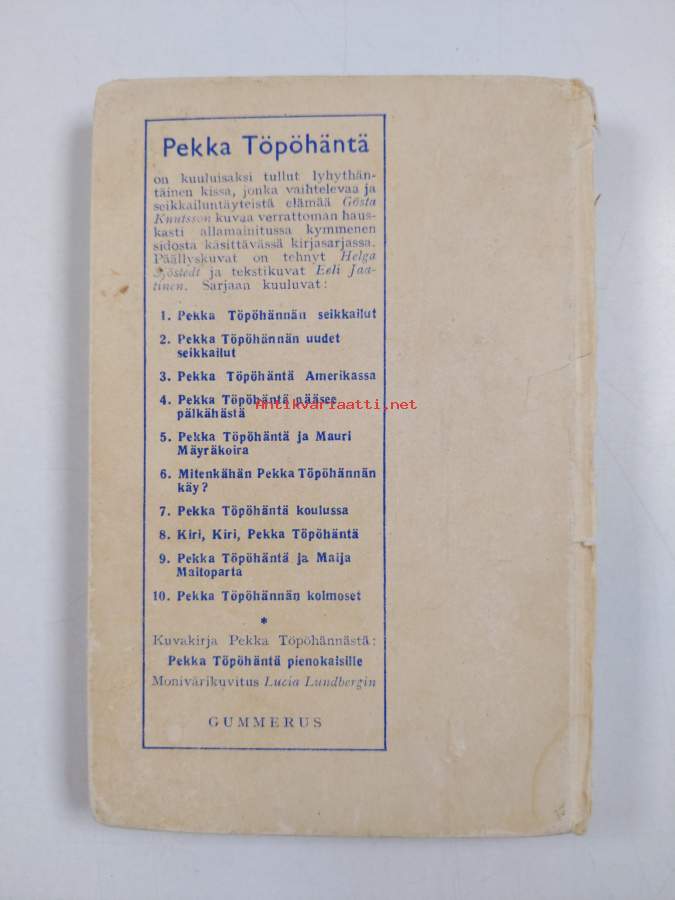 Pekka Töpöhäntä
on kuuluisaksi tullut lyhythän-
täinen kissa, jonka vaihtelevaa ja
seikkailuntäyteistä elämää Gösta
Knutsson kuvaa verrattoman haus-
kasti allamainitussa kymmenen
sidosta käsittävässä kirjasarjassa.
Päällyskuvat on tehnyt Helga
Sjöstedt ja tekstikuvat Eeli Jaa-
tinen. Sarjaan kuuluvat:
1. Pekka Töpöhännän seikkailut
2. Pekka Töpöhännän uudet
seikkailut
3. Pekka Töpöhäntä Amerikassa
4. Pekka Töpöhäntä pääsee
pälkähästä
Antikvariaatti.net
5. Pekka Töpöhäntä ja Mauri
Mäyräkoira
6. Mitenkähän Pekka Töpöhännän
käy?
7. Pekka Töpöhäntä koulussa
8. Kiri, Kiri, Pekka Töpöhäntä
9. Pekka Töpöhäntä ja Maija
Maitoparta
10. Pekka Töpöhännän kolmoset
*
Kuvakirja Pekka Töpöhännästä:
Pekka Töpöhäntä pienokaisille
Monivärikuvitus Lucia Lundbergin
GUMMERUS